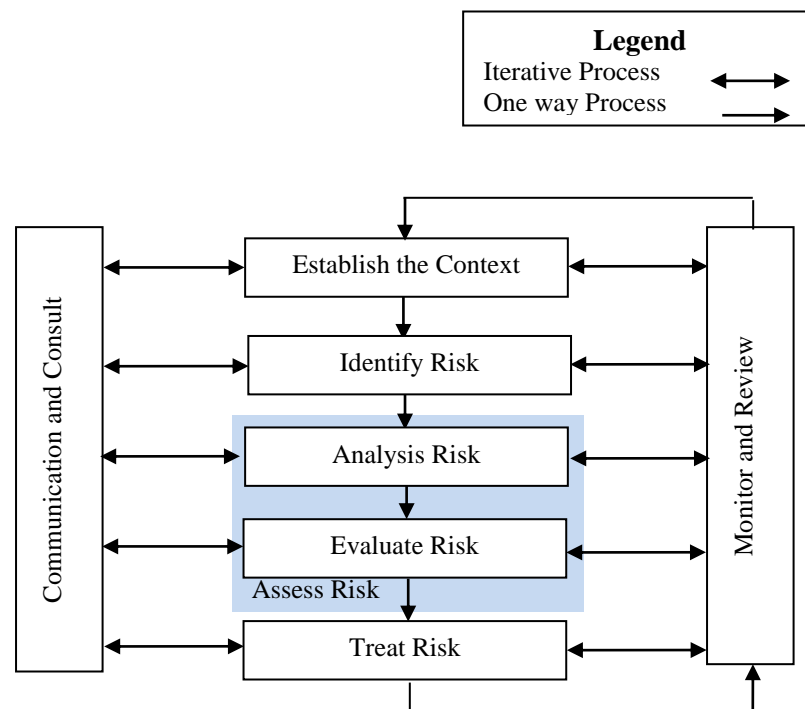 Legend
Iterative Process
One way Process
Establish the Context
Communication and Consult
Identify Risk
Monitor and Review
Analysis Risk
Evaluate Risk
Assess Risk
Treat Risk